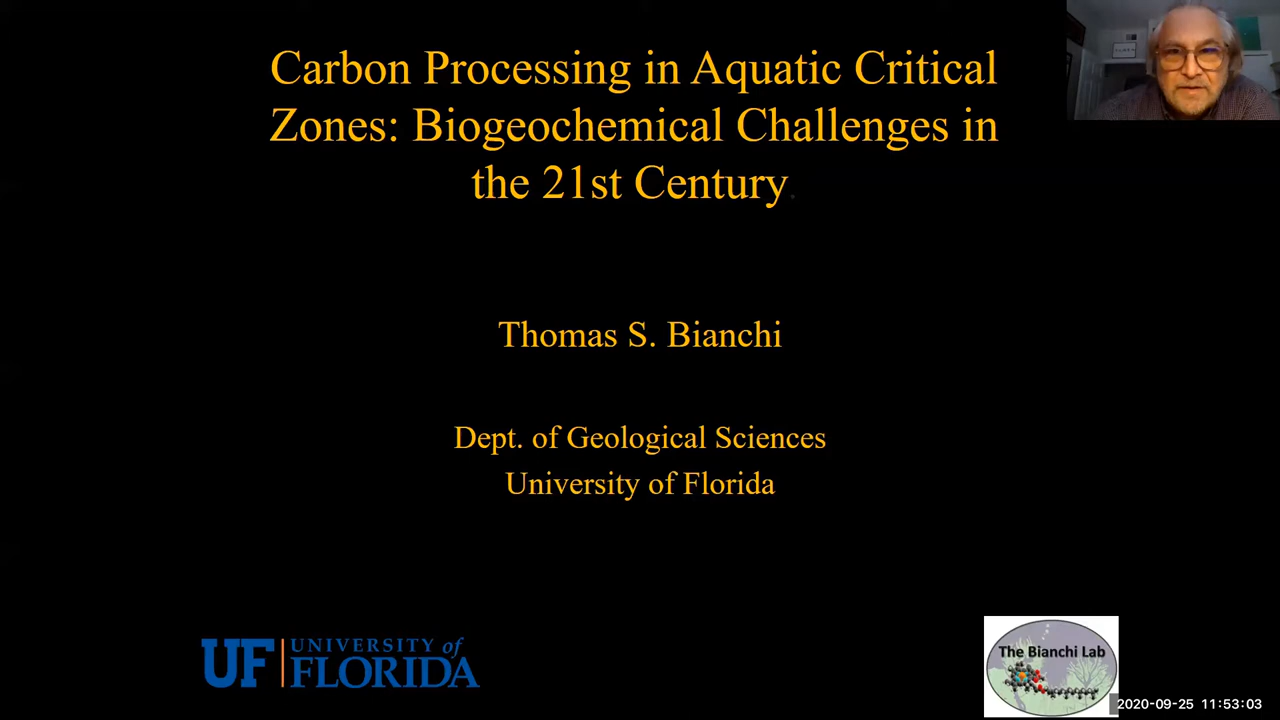 Carbon Processing in Aquatic Critical
Zones: Biogeochemical Challenges in
the 21st Century.
Thomas S. Bianchi
Dept. of Geological Sciences
University of Florida
UF UNIVERSITY of
FLORIDA
The Bianchi Lab
2020-09-25 11:53:03